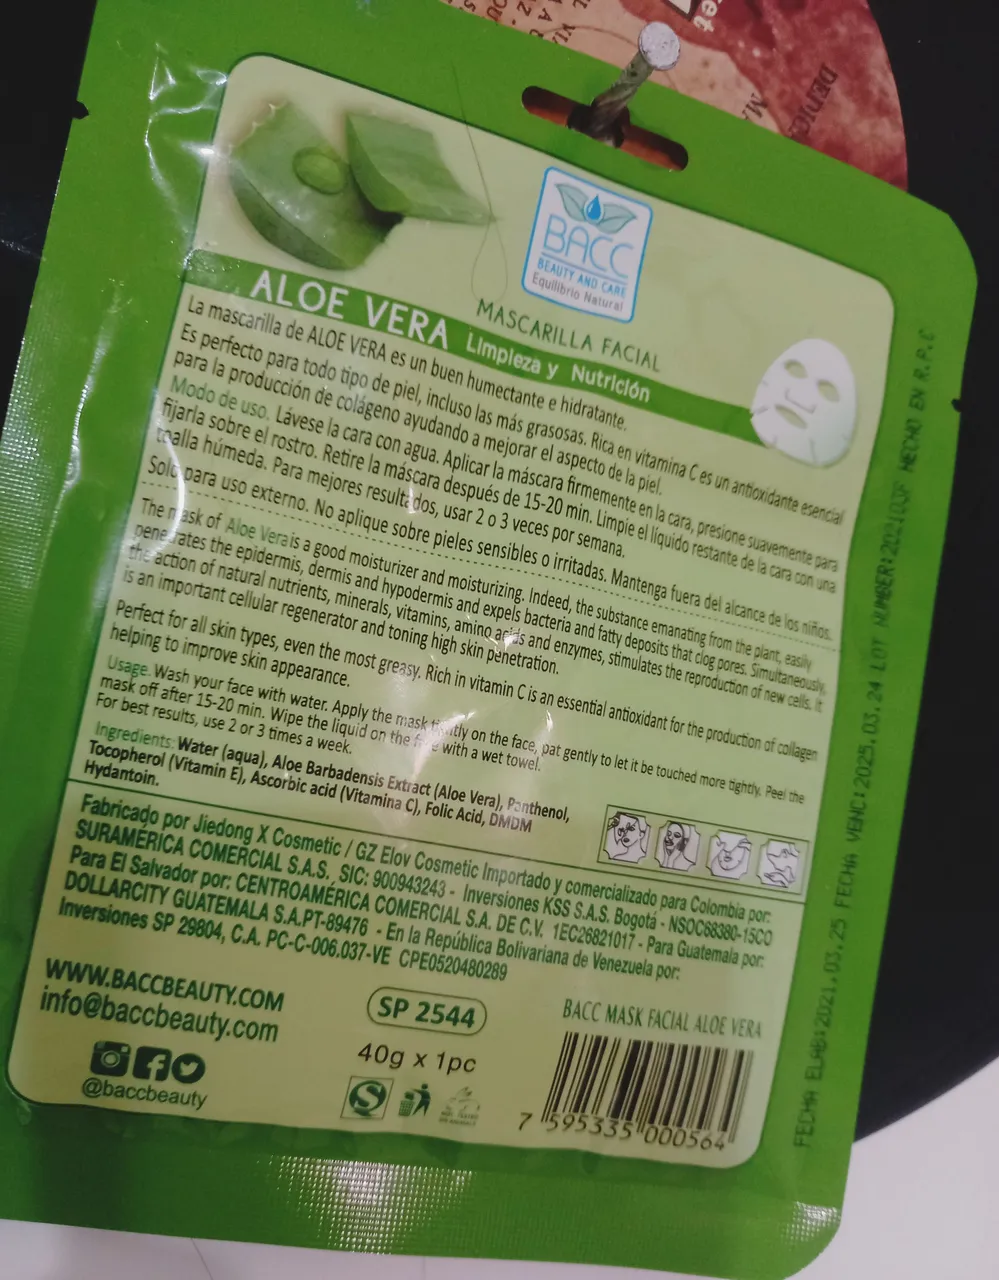 BACC
BEAUTY AND CARE
Equilibrio Natural
MASCARILLA FACIAL
ALOE VERA Limpieza y Nutrición
La mascarilla de ALOE VERA es un buen humectante e hidratante.
Es perfecto para todo tipo de piel, incluso las más grasosas. Rica en vitamina C es un antioxidante esencial
para la producción de colágeno ayudando a mejorar el aspecto de la piel.
Modo de uso. Lávese la cara con agua. Aplicar la máscara firmemente en la cara, presione suavemente para
fijarla sobre el rostro. Retire la máscara después de 15-20 min. Limpie el líquido restante de la cara con una
toalla húmeda. Para mejores resultados, usar 2 o 3 veces por semana.
Solo para uso externo. No aplique sobre pieles sensibles o irritadas. Mantenga fuera del alcance de los niños.
The mask of Aloe Vera is a good moisturizer and moisturizing. Indeed, the substance emanating from the plant, easily
penetrates the epidermis, dermis and hypodermis and expels bacteria and fatty deposits that clog pores. Simultaneously,
the action of natural nutrients, minerals, vitamins, amino acids and enzymes, stimulates the reproduction of new cells. It
is an important cellular regenerator and toning high skin penetration.
Perfect for all skin types, even the most greasy. Rich in vitamin C is an essential antioxidant for the production of collagen
helping to improve skin appearance.
Usage. Wash your face with water. Apply the mask tightly on the face, pat gently to let it be touched more tightly. Peel the
mask off after 15-20 min. Wipe the liquid on the face with a wet towel.
For best results, use 2 or 3 times a week.
Ingredients: Water (aqua), Aloe Barbadensis Extract (Aloe Vera), Panthenol,
Tocopherol (Vitamin E), Ascorbic acid (Vitamina C), Folic Acid, DMDM
Hydantoin.
Fabricado por Jiedong X Cosmetic / GZ Elov Cosmetic Importado y comercializado para Colombia por:
SURAMERICA COMERCIAL S.A.S. SIC: 900943243 - Inversiones KSS S.A.S. Bogotá - NSOC68380-15CO
Para El Salvador por: CENTROAMÉRICA COMERCIAL S.A. DE C.V. 1EC26821017 - Para Guatemala por:
DOLLARCITY GUATEMALA S.A.PT-89476 - En la República Bolivariana de Venezuela por:
Inversiones SP 29804, C.A. PC-C-006.037-VE CPE0520480289
WWW.BACCBEAUTY.COM
info@baccbeauty.com
@baccbeauty
SP 2544
40g x 1pc
BACC MASK FACIAL ALOE VERA
7 595335 000564
FECHA ELAB:2021.03.25 FECHA VENC:2025.03.24 LOT NUMBER: HECHO EN R.P.C